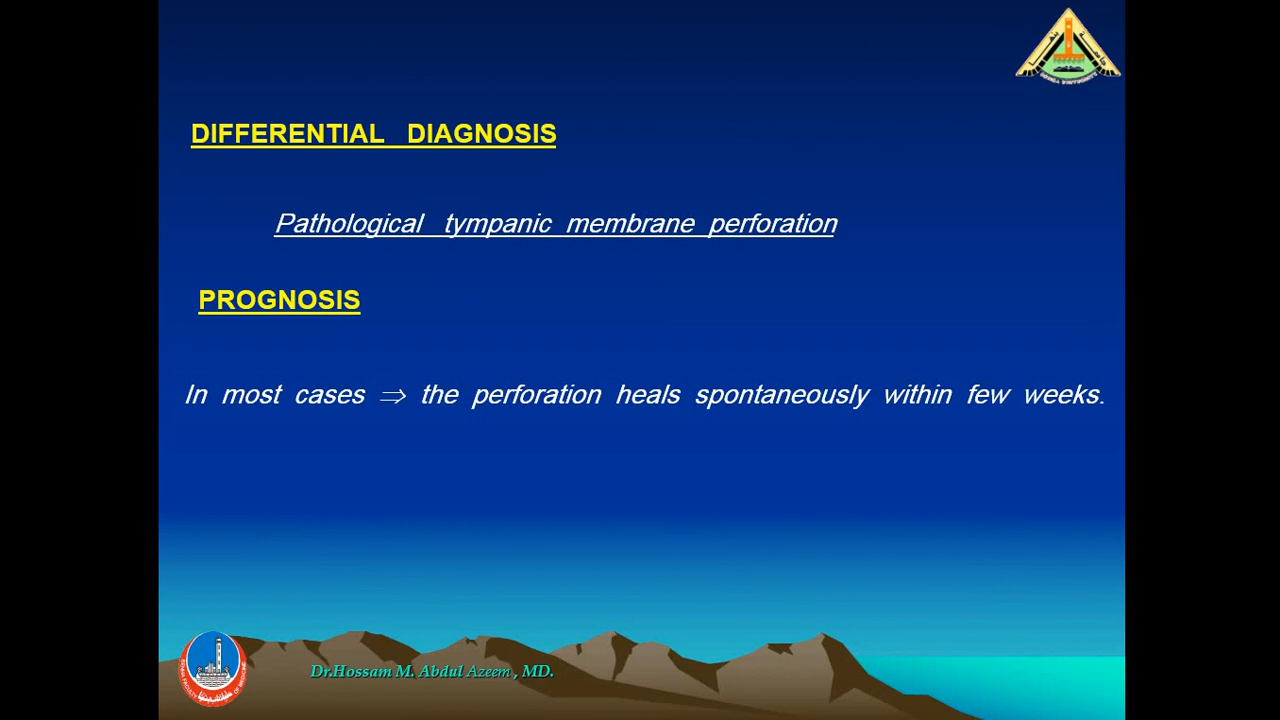 DIFFERENTIAL DIAGNOSIS
Pathological tympanic membrane perforation
PROGNOSIS
In most cases ⇒ the perforation heals spontaneously within few weeks.
Dr.Hossam M. Abdul Azeem , MD.